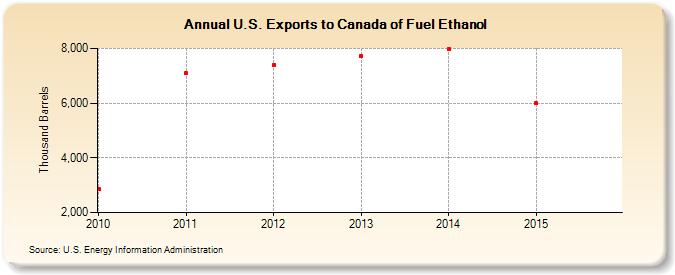 Annual U.S. Exports to Canada of Fuel Ethanol
Thousand Barrels
8,000
6,000
4,000
2,000
2010 2011 2012 2013 2014 2015
Source: U.S. Energy Information Administration